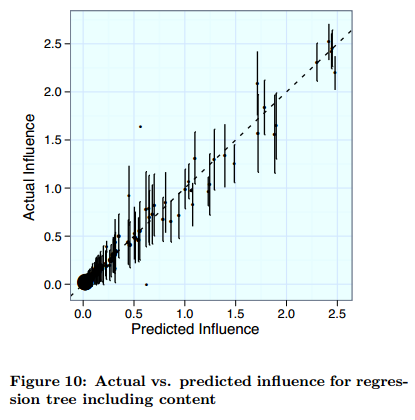 2.5
2.0
1.5
1.0
0.5
0.0
Actual Influence
0.0 0.5 1.0 1.5 2.0 2.5
Predicted Influence
Figure 10: Actual vs. predicted influence for regres-
sion tree including content